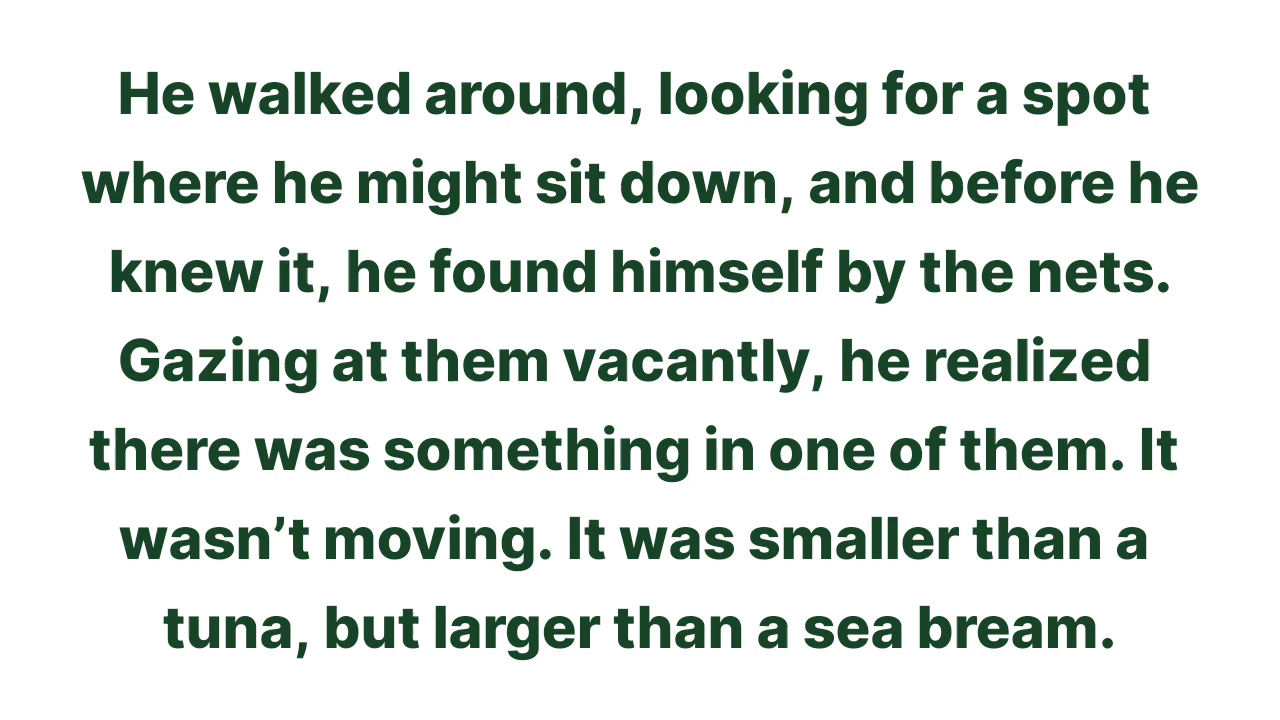 He walked around, looking for a spot
where he might sit down, and before he
knew it, he found himself by the nets.
Gazing at them vacantly, he realized
there was something in one of them. It
wasn’t moving. It was smaller than a
tuna, but larger than a sea bream.